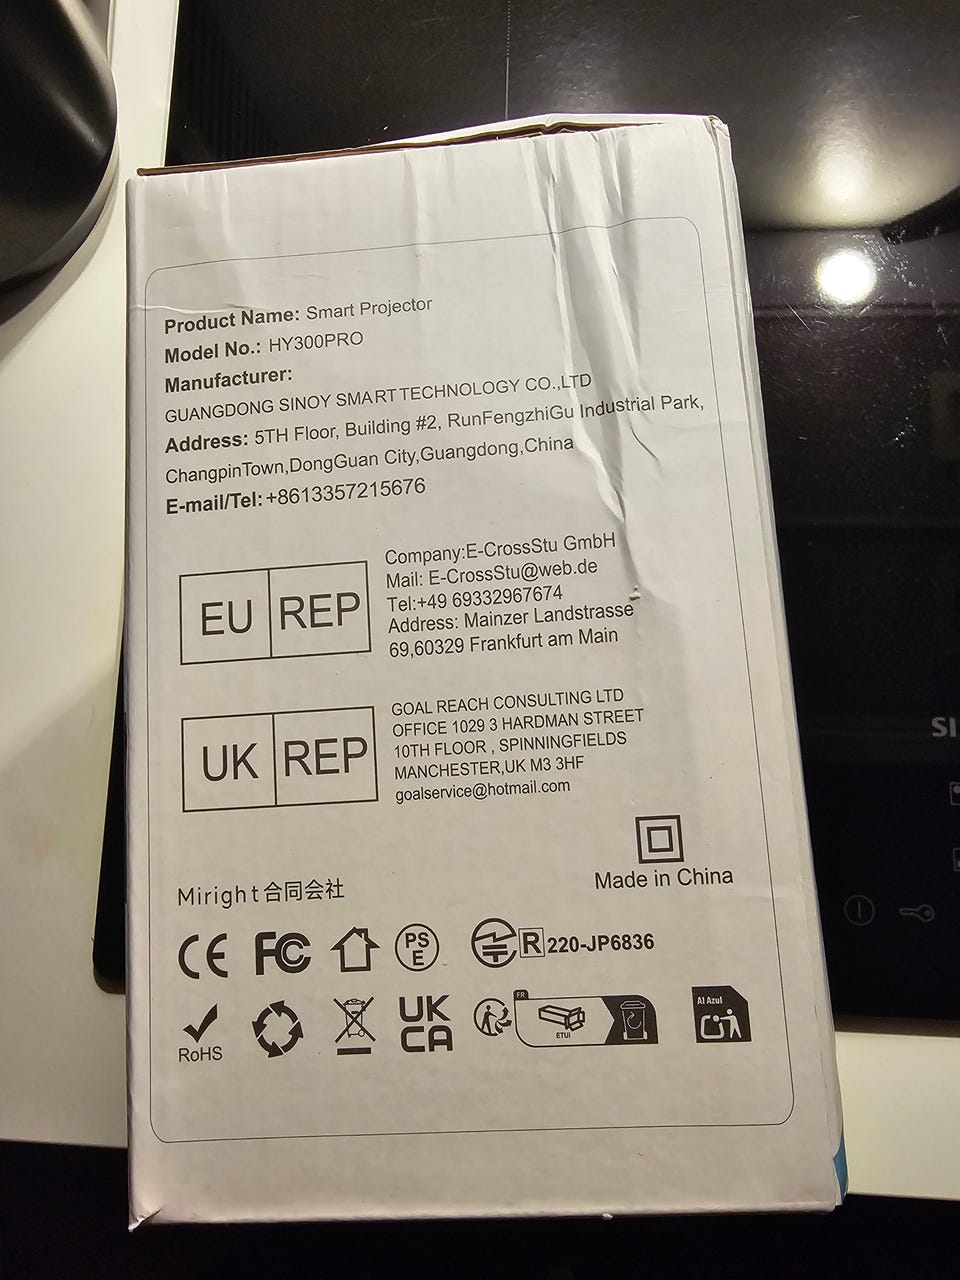 Product Name: Smart Projector
Model No.: HY300PRO
Manufacturer:
GUANGDONG SINOY SMART TECHNOLOGY CO.,LTD
Address: 5TH Floor, Building #2, RunFengzhiGu Industrial Park,
ChangpinTown,DongGuan City,Guangdong,China
E-mail/Tel:+8613357215676
EU REP
Company:E-CrossStu GmbH
Mail: E-CrossStu@web.de
Tel:+49 69332967674
Address: Mainzer Landstrasse
69,60329 Frankfurt am Main
UK REP
GOAL REACH CONSULTING LTD
OFFICE 1029 3 HARDMAN STREET
10TH FLOOR , SPINNINGFIELDS
MANCHESTER,UK M3 3HF
goalservice@hotmail.com
Miright合同会社
Made in China
CE FC PS E R 220-JP6836
RoHS
UK
CA
FR
ETUI
Al Azul
SI